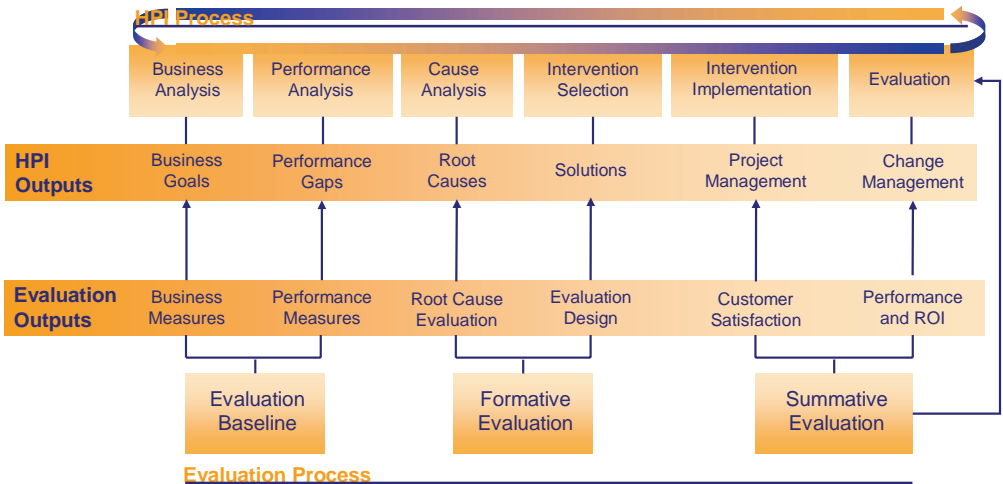 HPI Process
Business
Analysis
Performance
Analysis
Cause
Analysis
Intervention
Selection
Intervention
Implementation
Evaluation
HPI
Outputs
Business
Goals
Performance
Gaps
Root
Causes
Solutions
Project
Management
Change
Management
Evaluation
Outputs
Business
Measures
Performance
Measures
Root Cause
Evaluation
Evaluation
Design
Customer
Satisfaction
Performance
and ROI
Evaluation
Baseline
Formative
Evaluation
Summative
Evaluation
Evaluation Process